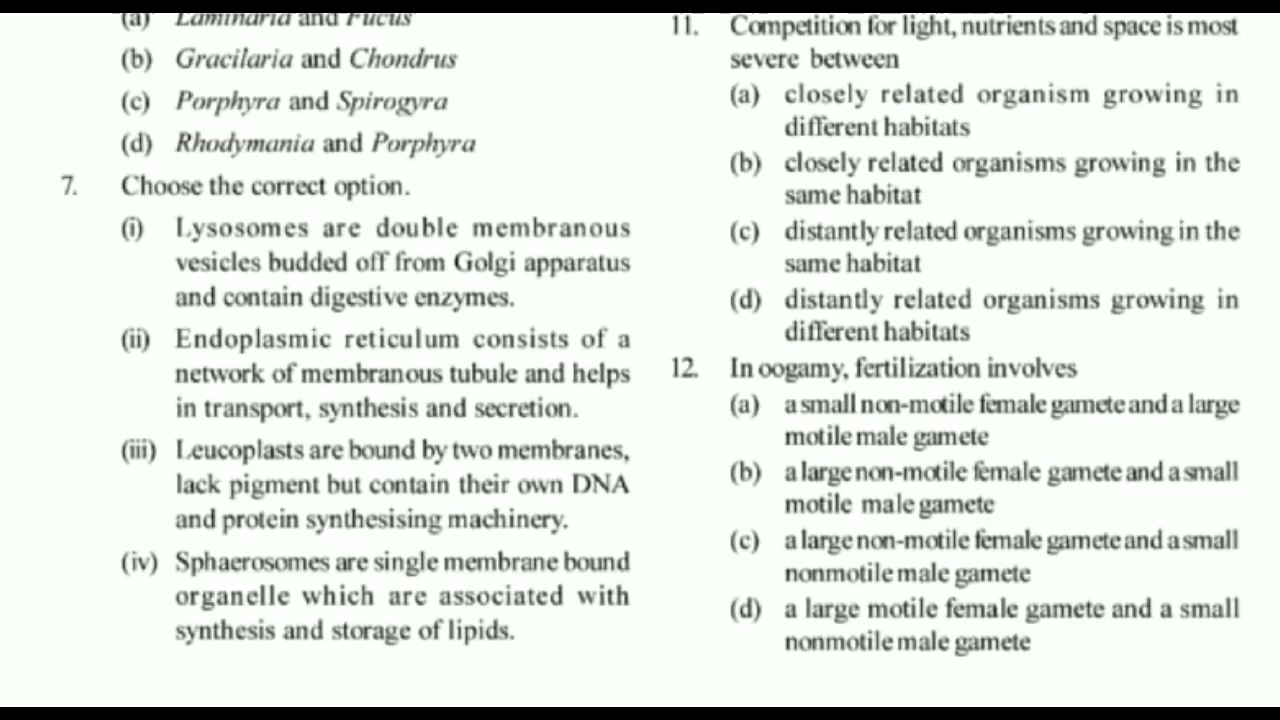 (a) Laminaria and Fucus
(b) Gracilaria and Chondrus
(c) Porphyra and Spirogyra
(d) Rhodymania and Porphyra
7. Choose the correct option.
(i) Lysosomes are double membranous
vesicles budded off from Golgi apparatus
and contain digestive enzymes.
(ii) Endoplasmic reticulum consists of a
network of membranous tubule and helps
in transport, synthesis and secretion.
(iii) Leucoplasts are bound by two membranes,
lack pigment but contain their own DNA
and protein synthesising machinery.
(iv) Sphaerosomes are single membrane bound
organelle which are associated with
synthesis and storage of lipids.
11. Competition for light, nutrients and space is most
severe between
(a) closely related organism growing in
different habitats
(b) closely related organisms growing in the
same habitat
(c) distantly related organisms growing in the
same habitat
(d) distantly related organisms growing in
different habitats
12. In oogamy, fertilization involves
(a) a small non-motile female gamete and a large
motile male gamete
(b) a large non-motile female gamete and a small
motile male gamete
(c) a large non-motile female gamete and a small
nonmotile male gamete
(d) a large motile female gamete and a small
nonmotile male gamete